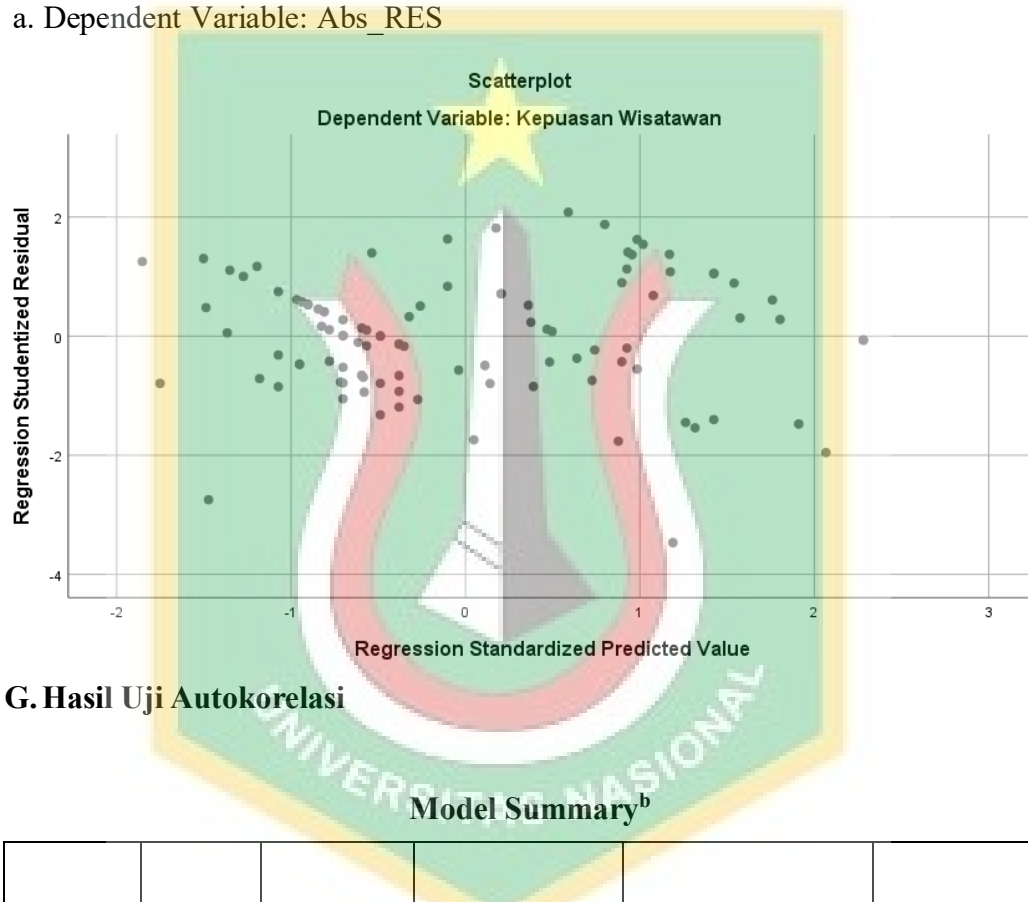 a. Dependent Variable: Abs_RES
Scatterplot
Dependent Variable: Kepuasan Wisatawan
Regression Studentized Residual
2
0
-2
-4
-2
-1
0
1
2
3
Regression Standardized Predicted Value
G. Hasil Uji Autokorelasi
UNIVERSITAS NASIONAL
Model Summaryb